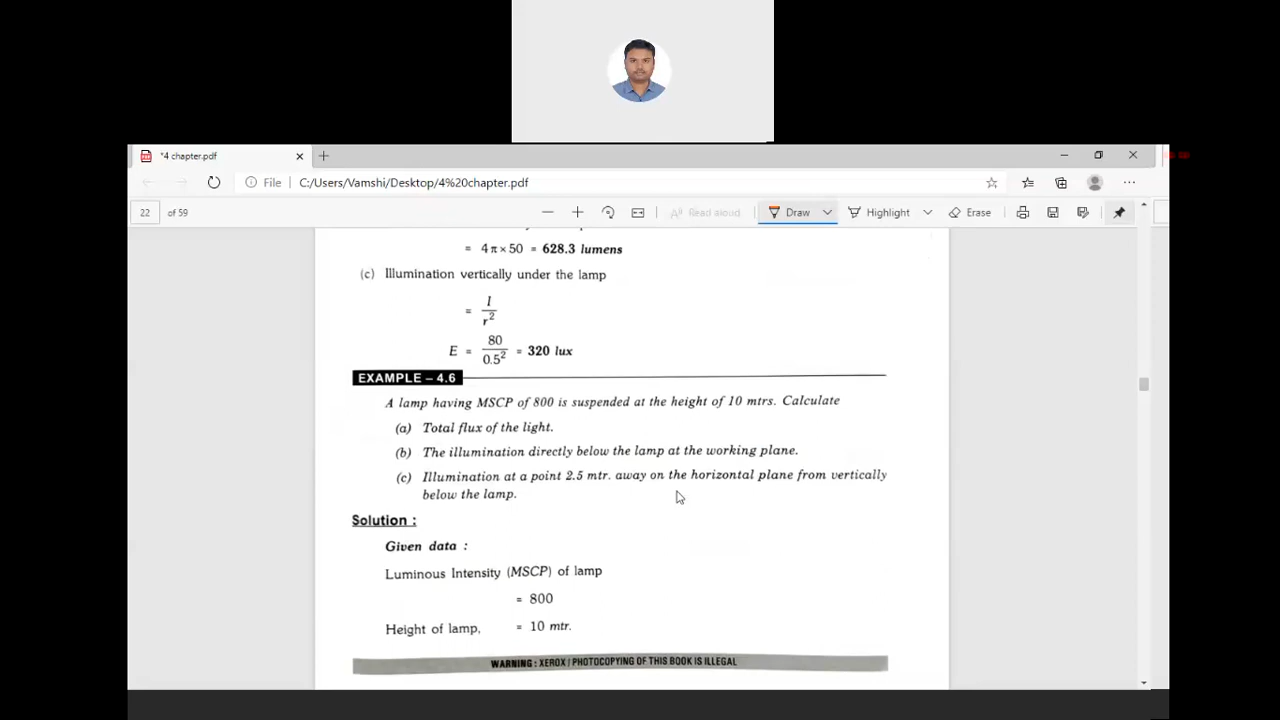 *4 chapter.pdf
File C:/Users/Vamshi/Desktop/4%20chapter.pdf
22 of 59 Read aloud Draw Highlight Erase
= 4 π × 50 = 628.3 lumens
(c) Illumination vertically under the lamp
= I / r²
E = 80 / 0.5² = 320 lux
EXAMPLE – 4.6
A lamp having MSCP of 800 is suspended at the height of 10 mtrs. Calculate
(a) Total flux of the light.
(b) The illumination directly below the lamp at the working plane.
(c) Illumination at a point 2.5 mtr. away on the horizontal plane from vertically
below the lamp.
Solution :
Given data :
Luminous Intensity (MSCP) of lamp
= 800
Height of lamp, = 10 mtr.
WARNING : XEROX / PHOTOCOPYING OF THIS BOOK IS ILLEGAL